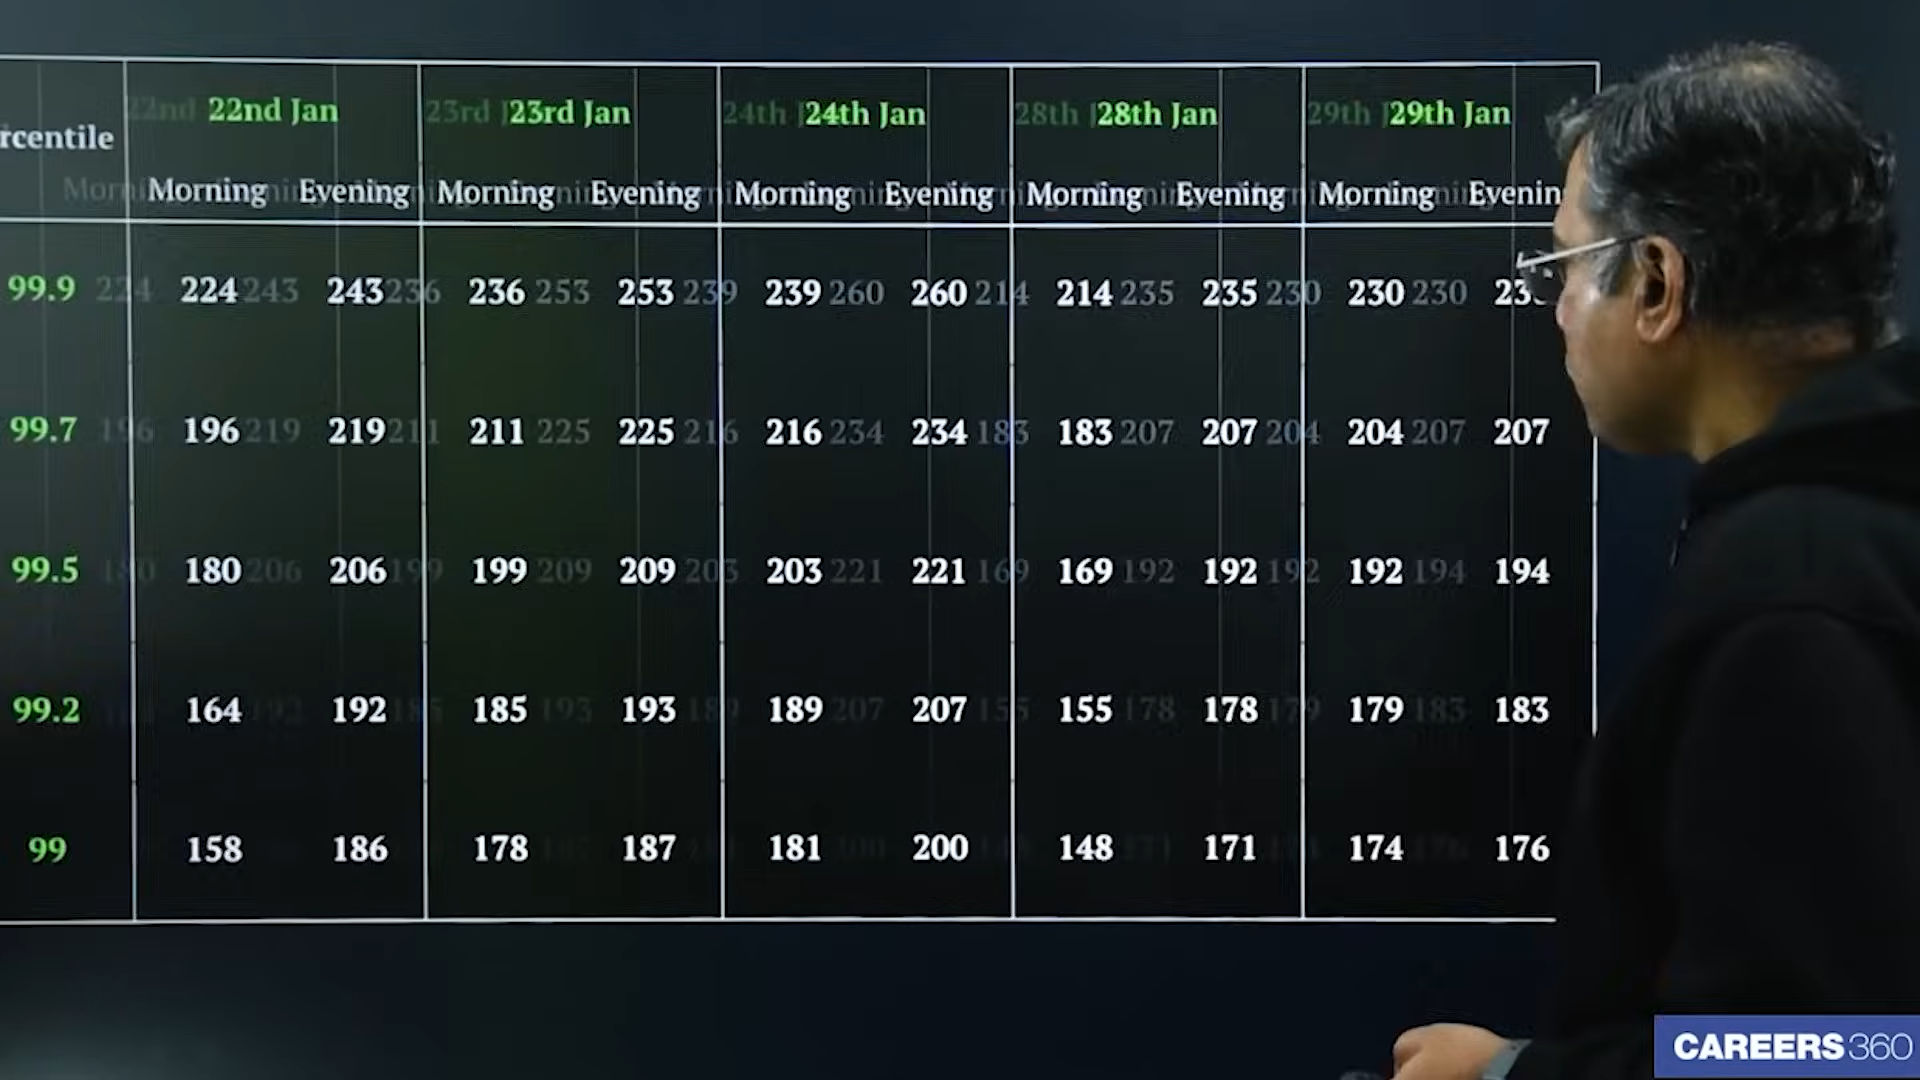 22nd Jan 23rd Jan 24th Jan 28th Jan 29th Jan
rcentile
Morning Evening Morning Evening Morning Evening Morning Evening Morning Evenin
99.9 224 243 236 253 239 260 214 235 230
99.7 196 219 211 225 216 234 183 207 204 207
99.5 180 206 199 209 203 221 169 192 192 194
99.2 164 192 185 193 189 207 155 178 179 183
99 158 186 178 187 181 200 148 171 174 176
CAREERS360